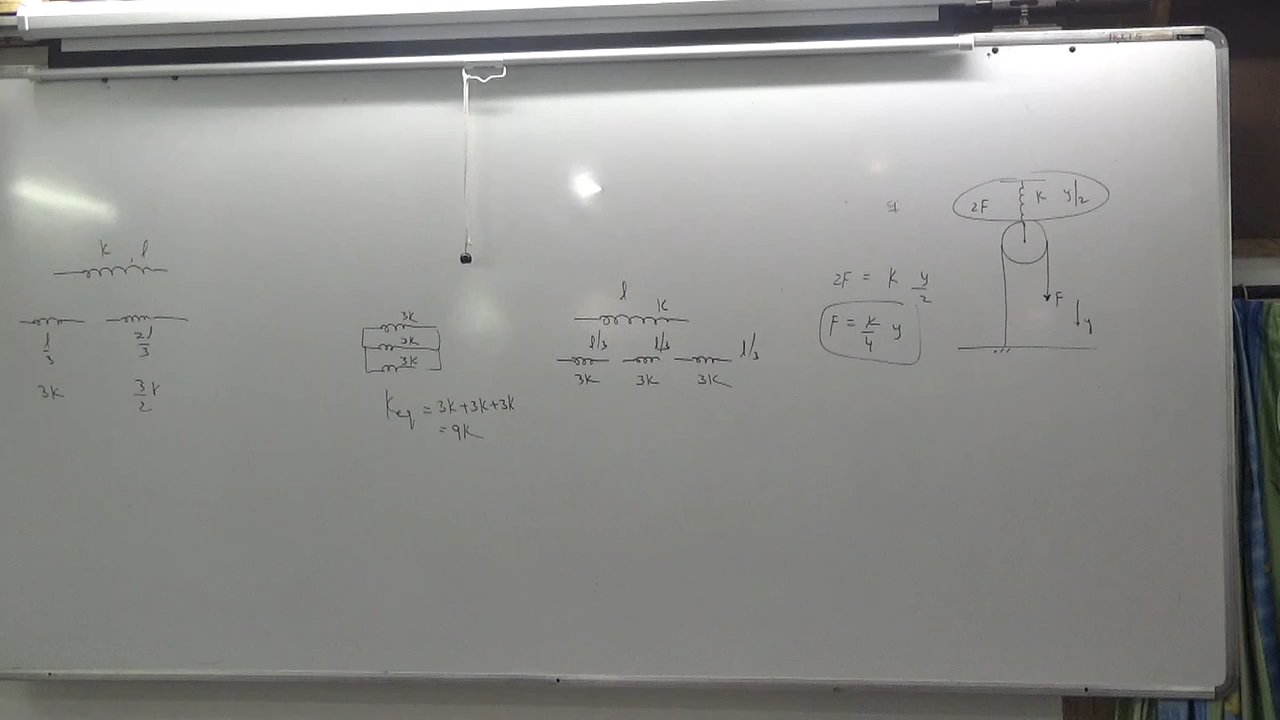 K l
l/3 2l/3
3K 3/2 K
3K
3K
3K
Keq = 3K+3K+3K
= 9K
l
K
l/3 l/3 l/3
3K 3K 3K
2F = K y/2
F = K/4 y
2F K y/2
F
y